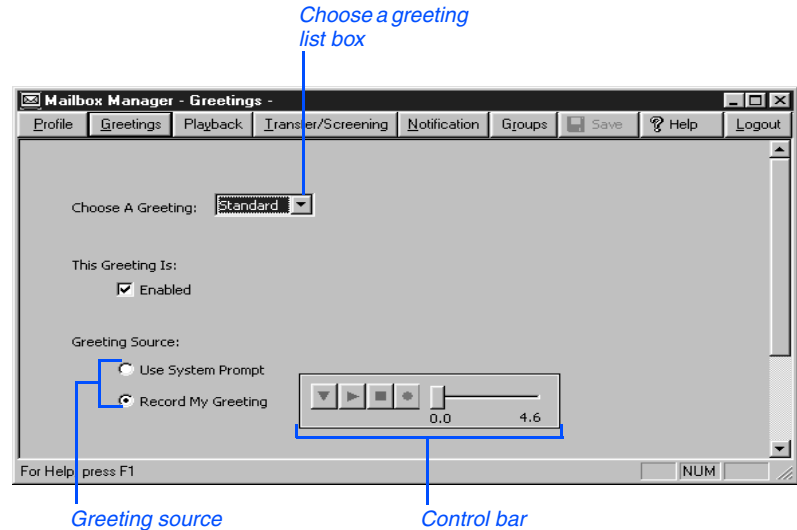 Choose a greeting
list box
Mailbox Manager - Greetings -
Profile Greetings Playback Transfer/Screening Notification Groups Save Help Logout
Choose A Greeting: Standard
This Greeting Is:
Enabled
Greeting Source:
Use System Prompt
Record My Greeting
0.0 4.6
For Help, press F1 NUM
Greeting source Control bar